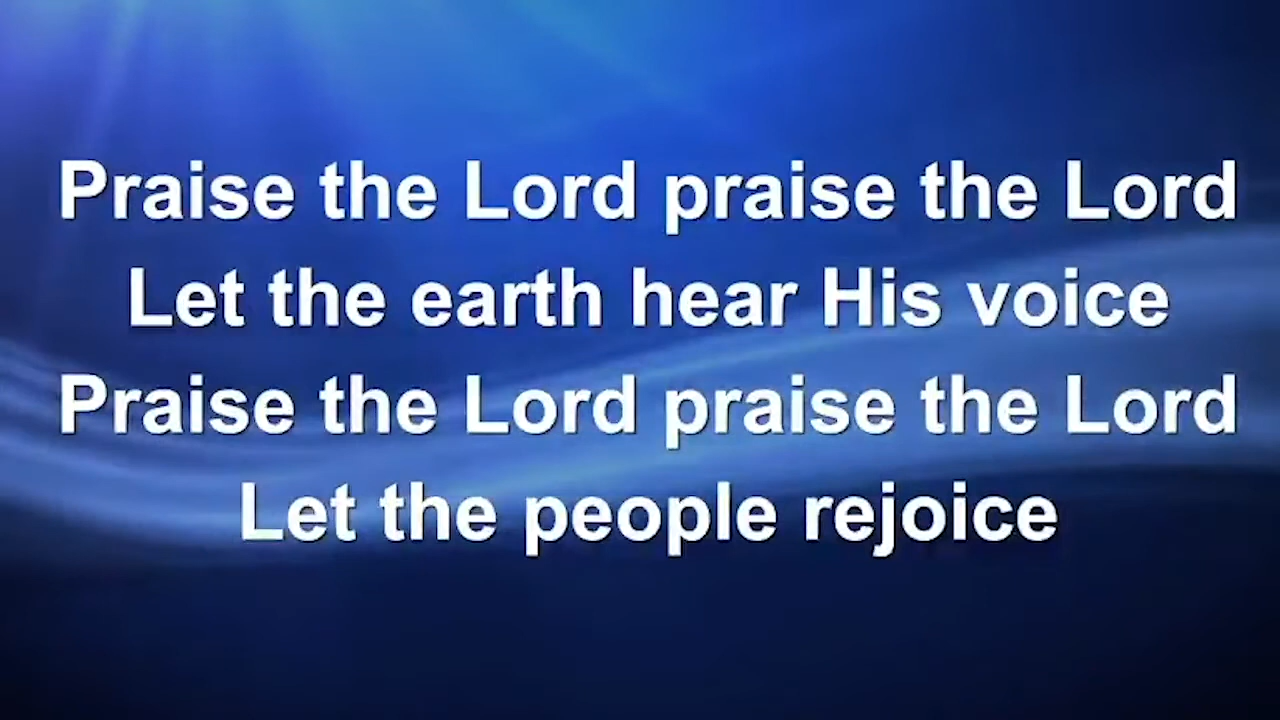 Praise the Lord praise the Lord
Let the earth hear His voice
Praise the Lord praise the Lord
Let the people rejoice